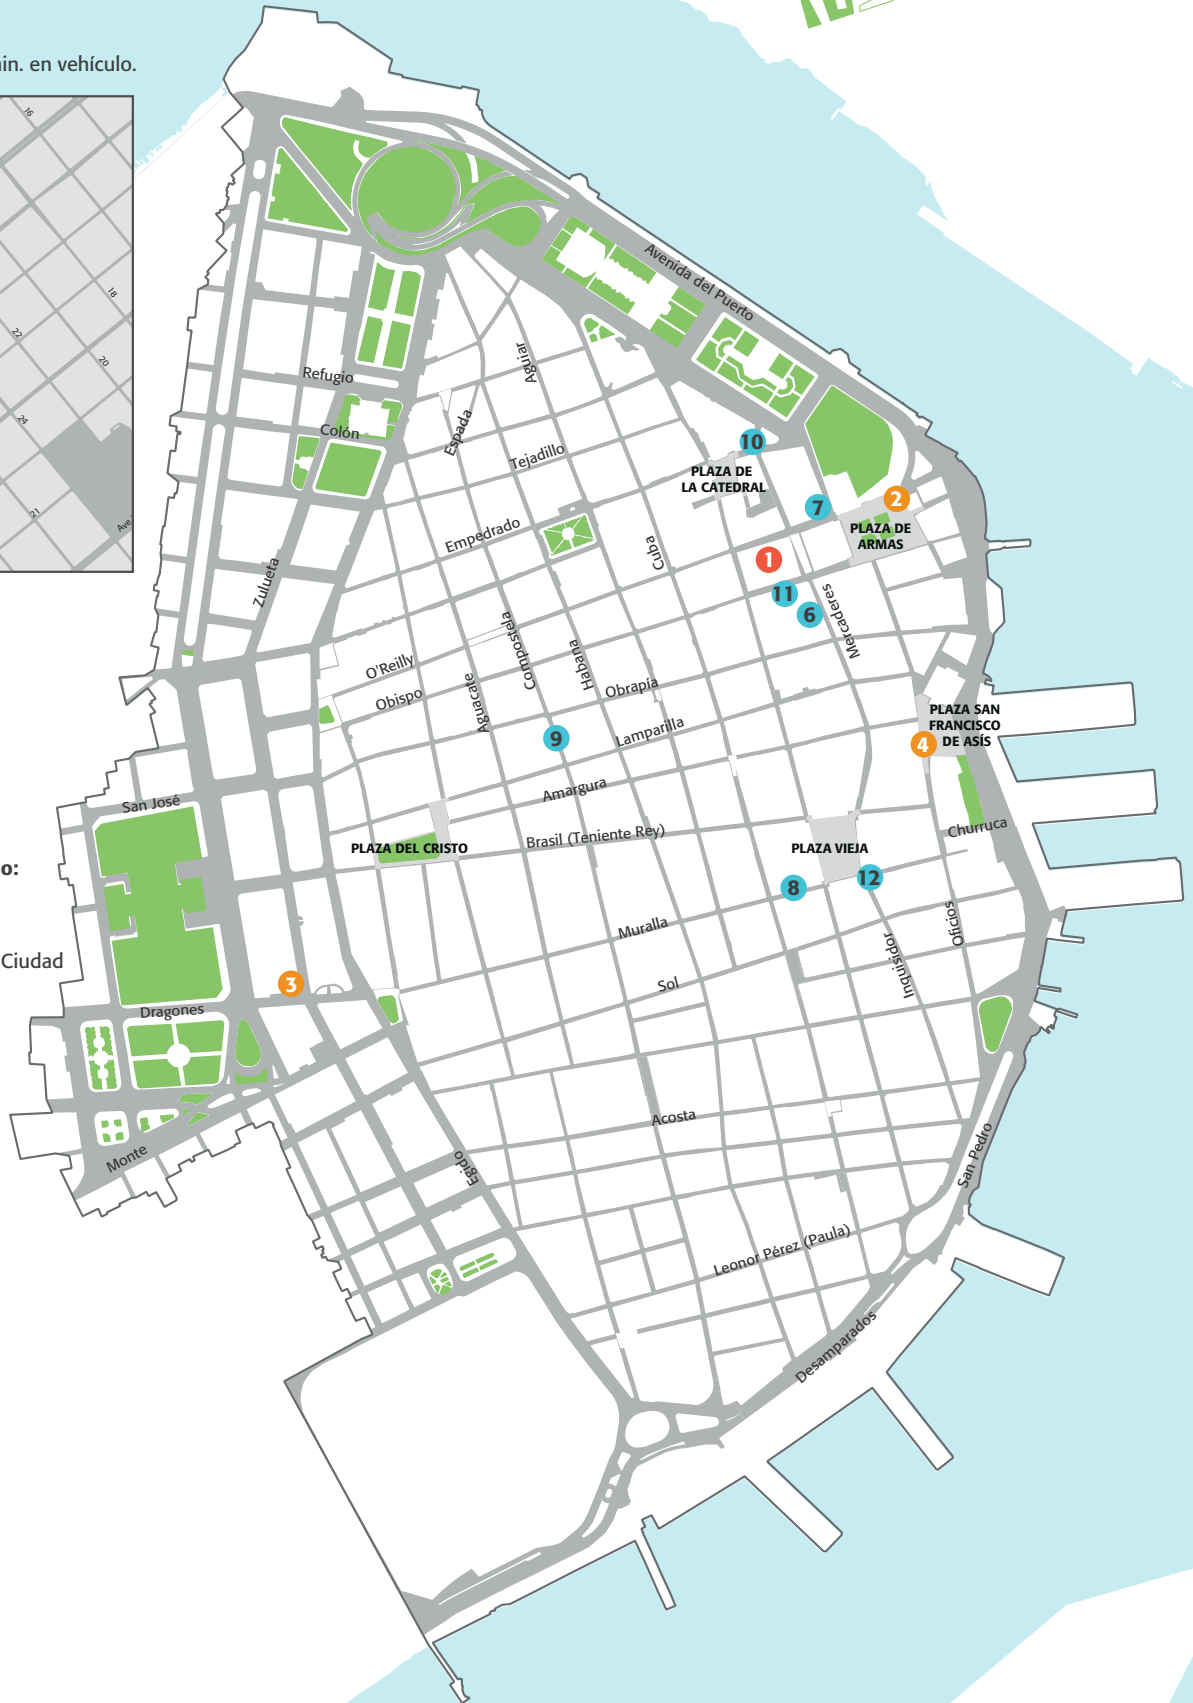 in. en vehículo.
16
18
22
20
24
21
Ave.
Avenida del Puerto
Aguiar
Refugio
Colón
Espada
Tejadillo
10
PLAZA DE
LA CATEDRAL
2
7
PLAZA DE
ARMAS
Empedrado
Cuba
1
Zulueta
11
6
Mercaderes
Compostela
Habana
O'Reilly
Obispo
Aguacate
Obrapía
Lamparilla
9
PLAZA SAN
FRANCISCO
DE ASÍS
4
San José
Amargura
Brasil (Teniente Rey)
Churruca
PLAZA DEL CRISTO
PLAZA VIEJA
o:
8
12
Muralla
Oficios
Inquisidor
Ciudad
3
Sol
Dragones
Acosta
Monte
Egido
San Pedro
Leonor Pérez (Paula)
Desamparados